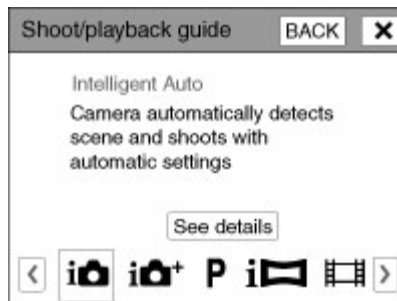 Shoot/playback guide BACK
Intelligent Auto
Camera automatically detects
scene and shoots with
automatic settings
See details
i i+ P i